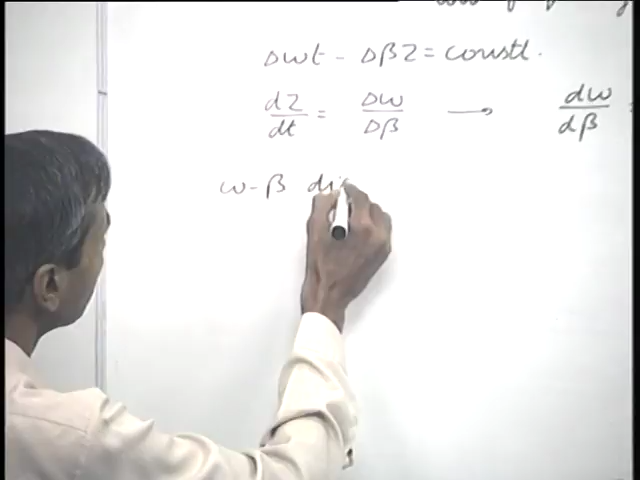 Δωt - Δβz = constt.
dz/dt = Δω/Δβ → dω/dβ =
ω-β di